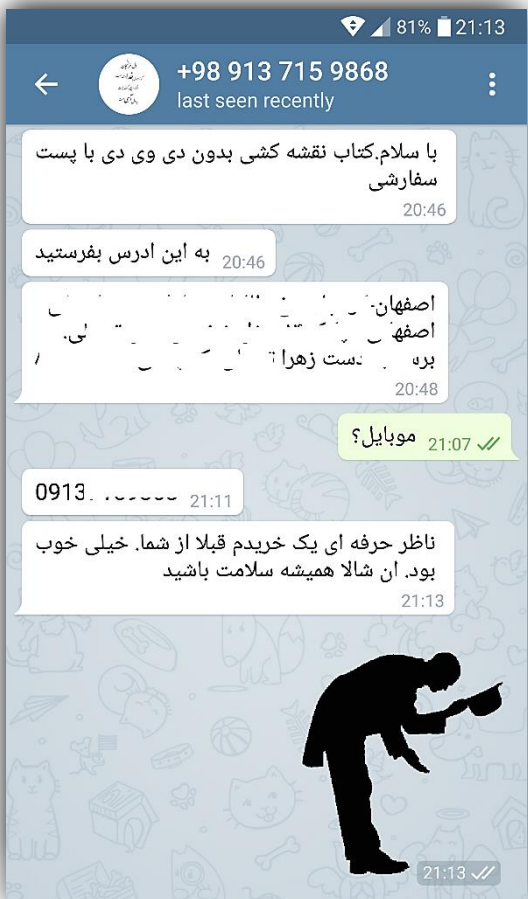 81% 21:13
+98 913 715 9868
last seen recently
با سلام.کتاب نقشه کشی بدون دی وی دی با پست
سفارشی
20:46
به این ادرس بفرستید 20:46
اصفهان
اصفها
برس دست زهرا
20:48
موبایل؟ 21:07
0913 21:11
ناظر حرفه ای یک خریدم قبلا از شما. خیلی خوب
بود. ان شالا همیشه سلامت باشید
21:13
21:13